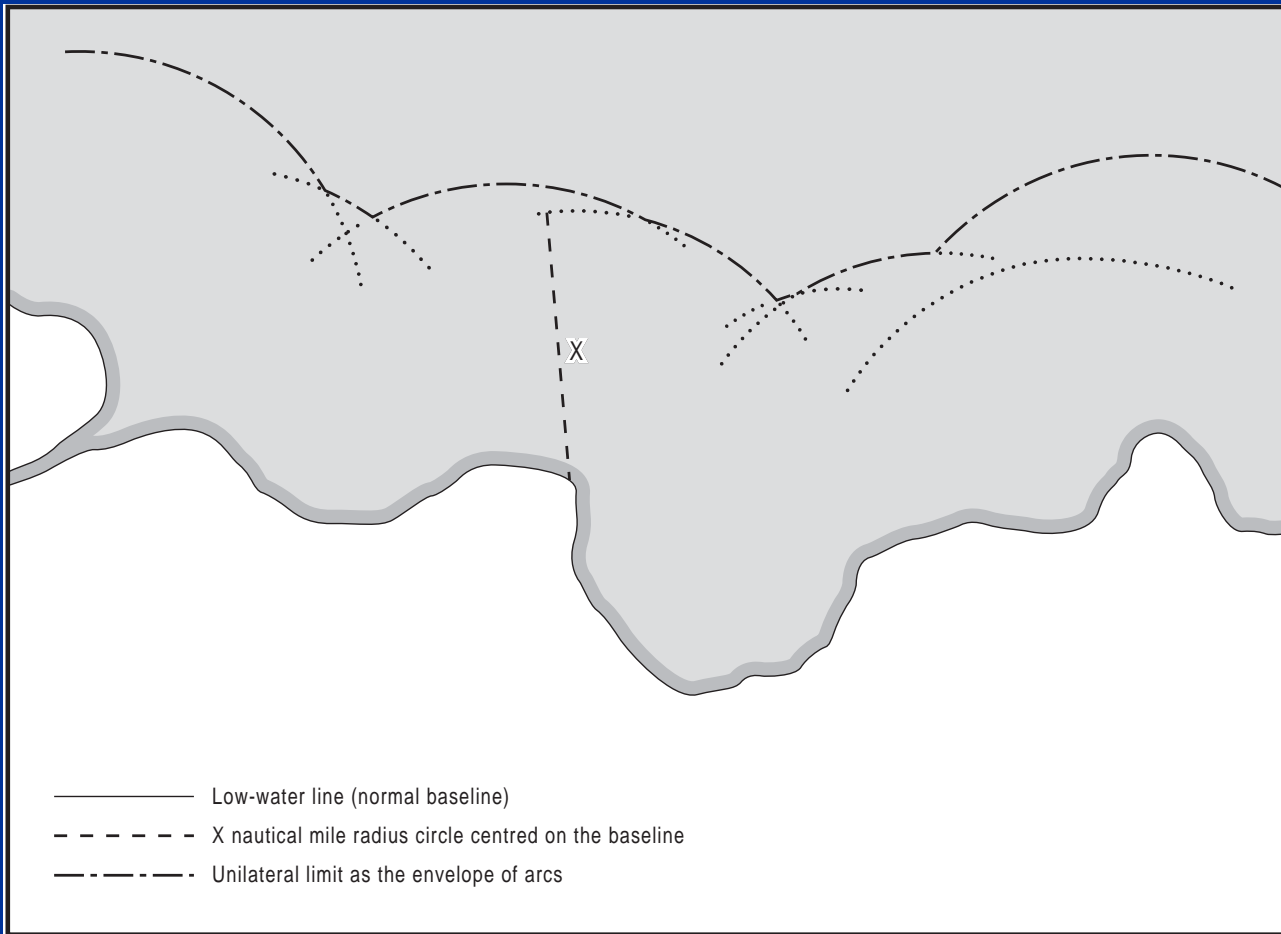 X
Low-water line (normal baseline)
X nautical mile radius circle centred on the baseline
Unilateral limit as the envelope of arcs